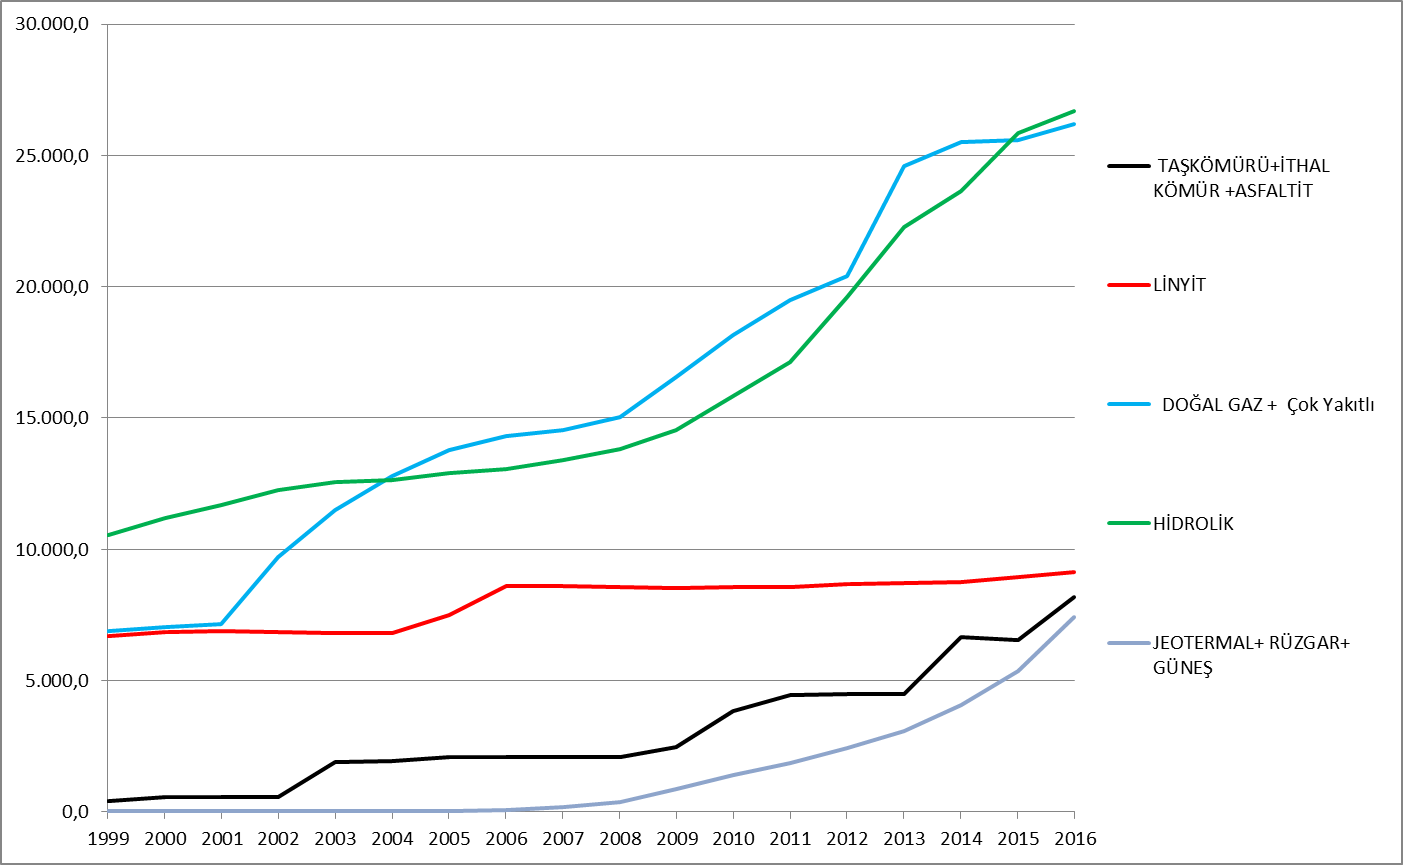 30.000,0
25.000,0
20.000,0
15.000,0
10.000,0
5.000,0
0,0
1999 2000 2001 2002 2003 2004 2005 2006 2007 2008 2009 2010 2011 2012 2013 2014 2015 2016
TAŞKÖMÜRÜ+İTHAL
KÖMÜR +ASFALTİT
LİNYİT
DOĞAL GAZ + Çok Yakıtlı
HİDROLİK
JEOTERMAL+ RÜZGAR+
GÜNEŞ